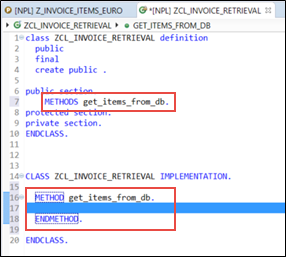 [NPL] Z_INVOICE_ITEMS_EURO
*[NPL] ZCL_INVOICE_RETRIEVAL
ZCL_INVOICE_RETRIEVAL
GET_ITEMS_FROM_DB
1 class ZCL_INVOICE_RETRIEVAL definition
2 public
3 final
4 create public .
5
6 public section.
7 METHODS get_items_from_db.
8 protected section.
9 private section.
10 ENDCLASS.
11
12
13
14 CLASS ZCL_INVOICE_RETRIEVAL IMPLEMENTATION.
15
16 METHOD get_items_from_db.
17
18 ENDMETHOD.
19
20 ENDCLASS.